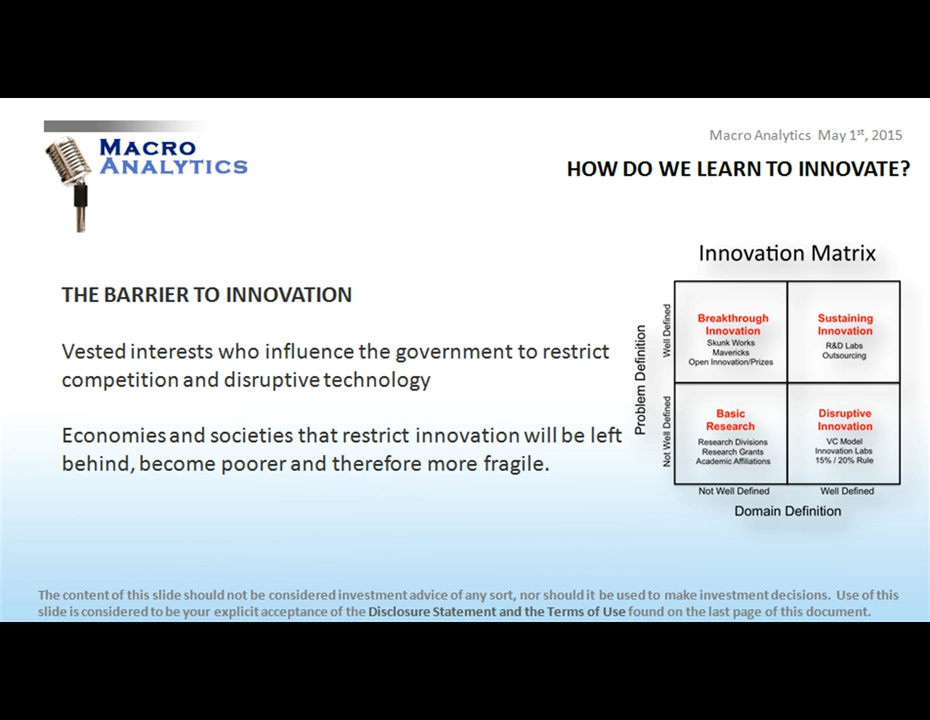 MACRO
ANALYTICS
Macro Analytics May 1st, 2015
HOW DO WE LEARN TO INNOVATE?
THE BARRIER TO INNOVATION
Vested interests who influence the government to restrict
competition and disruptive technology
Economies and societies that restrict innovation will be left
behind, become poorer and therefore more fragile.
Innovation Matrix
Problem Definition
Well Defined
Not Well Defined
Breakthrough
Innovation
Skunk Works
Mavericks
Open Innovation/Prizes
Sustaining
Innovation
R&D Labs
Outsourcing
Basic
Research
Research Divisions
Research Grants
Academic Affiliations
Disruptive
Innovation
VC Model
Innovation Labs
15% / 20% Rule
Not Well Defined
Well Defined
Domain Definition
The content of this slide should not be considered investment advice of any sort, nor should it be used to make investment decisions. Use of this
slide is considered to be your explicit acceptance of the Disclosure Statement and the Terms of Use found on the last page of this document.